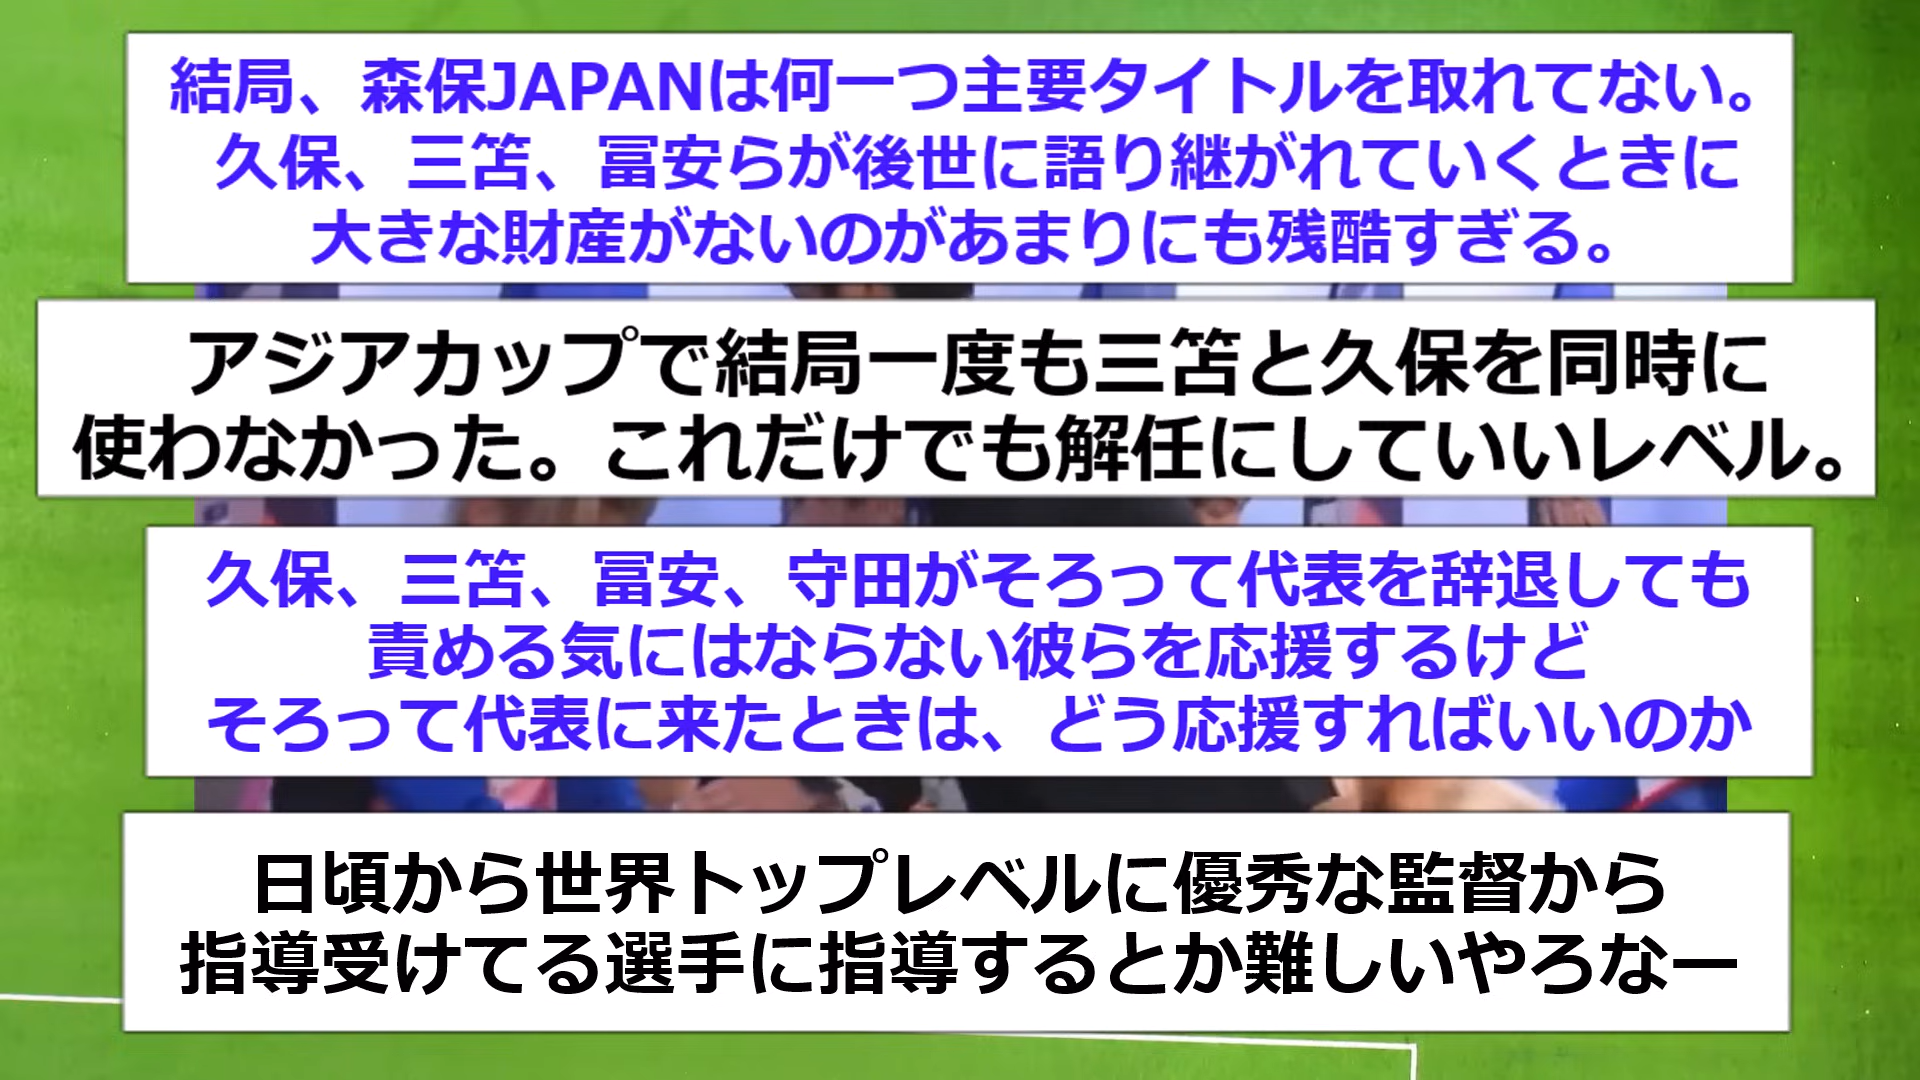 結局、森保JAPANは何一つ主要タイトルを取れてない。
久保、三笘、冨安らが後世に語り継がれていくときに
大きな財産がないのがあまりにも残酷すぎる。
アジアカップで結局一度も三笘と久保を同時に
使わなかった。これだけでも解任にしていいレベル。
久保、三笘、冨安、守田がそろって代表を辞退しても
責める気にはならない彼らを応援するけど
そろって代表に来たときは、どう応援すればいいのか
日頃から世界トップレベルに優秀な監督から
指導受けてる選手に指導するとか難しいやろなー